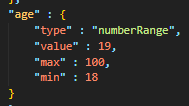 },
"age" : {
"type" : "numberRange",
"value" : 19,
"max" : 100,
"min" : 18
}